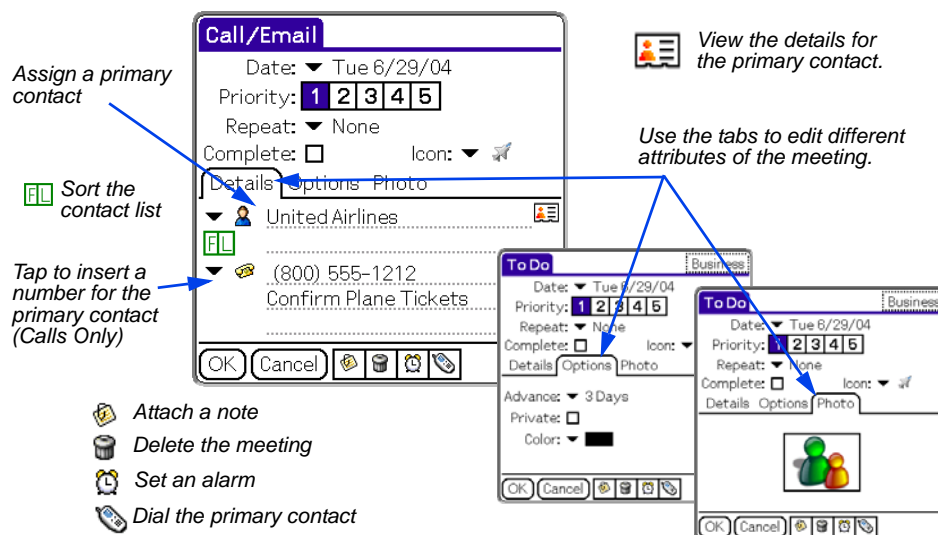 Call/Email
Date: Tue 6/29/04
Priority: 1 2 3 4 5
Repeat: None
Complete: Icon:
Details Options Photo
United Airlines
FL
(800) 555-1212
Confirm Plane Tickets
OK Cancel
Assign a primary
contact
FL Sort the
contact list
Tap to insert a
number for the
primary contact
(Calls Only)
View the details for
the primary contact.
Use the tabs to edit different
attributes of the meeting.
To Do Business
Date: Tue 6/29/04
Priority: 1 2 3 4 5
Repeat: None
Complete: Icon:
Details Options Photo
Advance: 3 Days
Private:
Color:
OK Cancel
To Do Business
Date: Tue 6/29/04
Priority: 1 2 3 4 5
Repeat: None
Complete: Icon:
Details Options Photo
OK Cancel
Attach a note
Delete the meeting
Set an alarm
Dial the primary contact